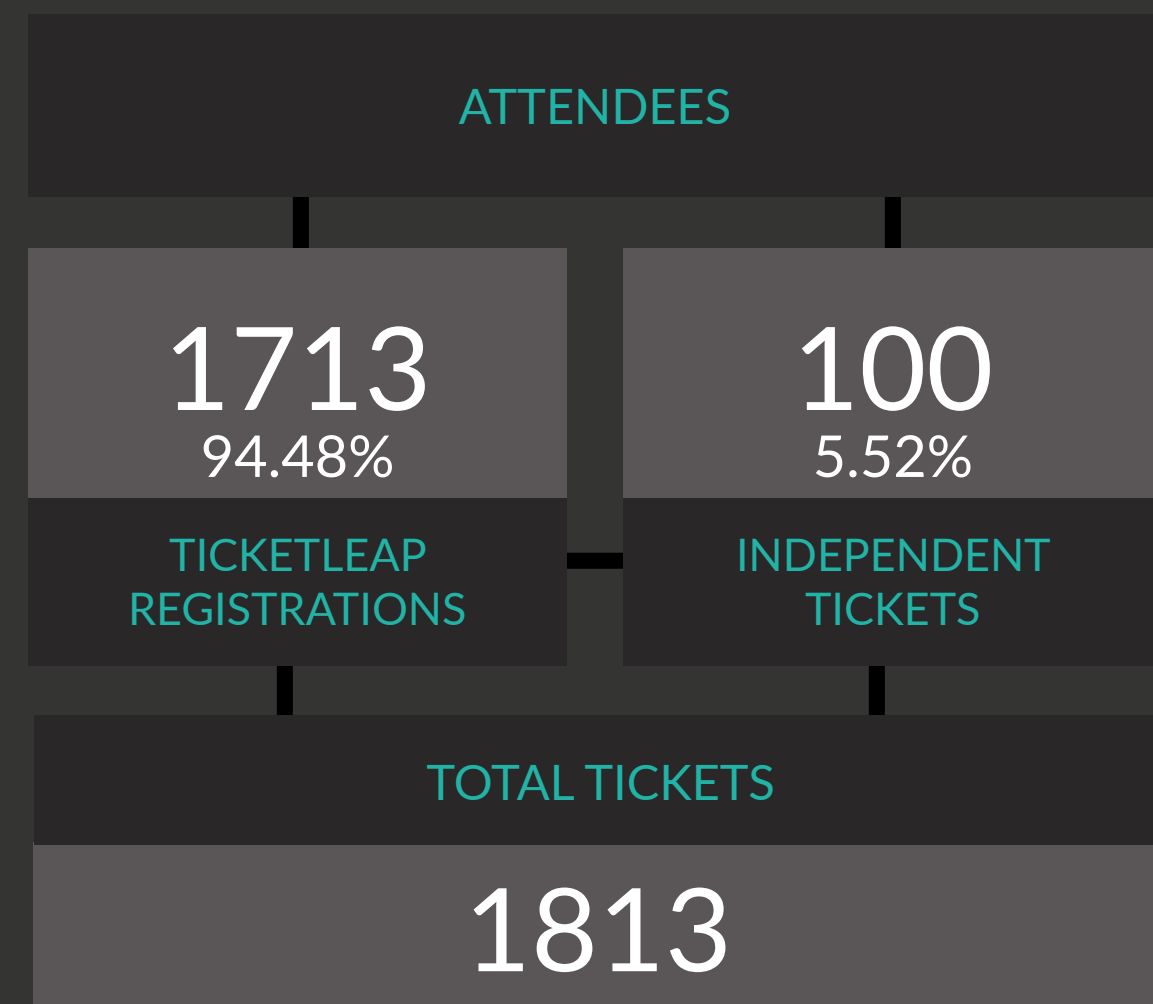 ATTENDEES
1713
94.48%
TICKETLEAP
REGISTRATIONS
100
5.52%
INDEPENDENT
TICKETS
TOTAL TICKETS
1813